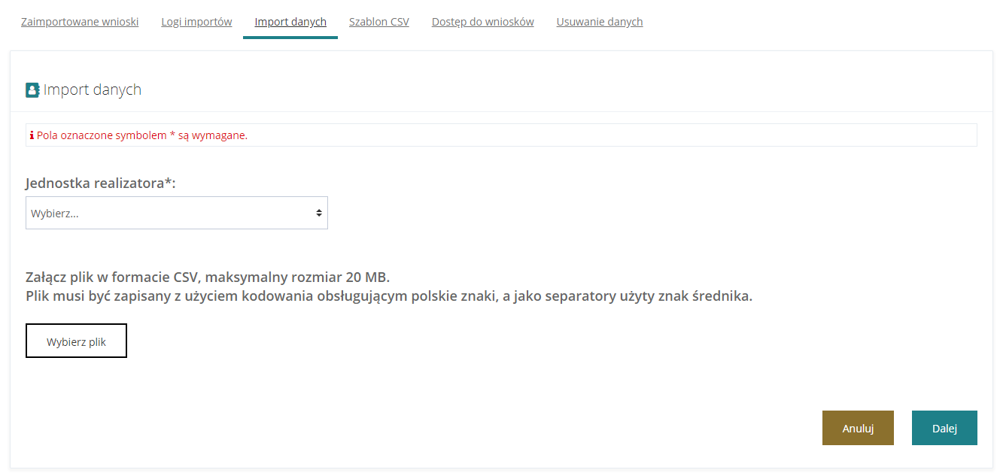 Zaimportowane wnioski Logi importów Import danych Szablon CSV Dostęp do wniosków Usuwanie danych
Import danych
Pola oznaczone symbolem * są wymagane.
Jednostka realizatora*:
Wybierz...
Załącz plik w formacie CSV, maksymalny rozmiar 20 MB.
Plik musi być zapisany z użyciem kodowania obsługującym polskie znaki, a jako separatory użyty znak średnika.
Wybierz plik
Anuluj Dalej